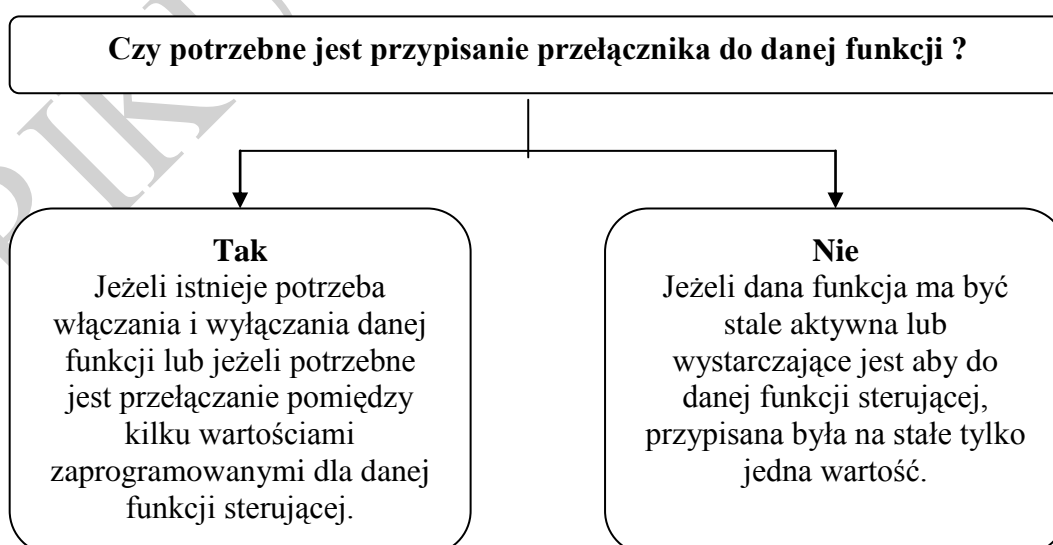 Czy potrzebne jest przypisanie przełącznika do danej funkcji ?
Tak
Jeżeli istnieje potrzeba
włączania i wyłączania danej
funkcji lub jeżeli potrzebne
jest przełączanie pomiędzy
kilku wartościami
zaprogramowanymi dla danej
funkcji sterującej.
Nie
Jeżeli dana funkcja ma być
stale aktywna lub
wystarczające jest aby do
danej funkcji sterującej,
przypisana była na stałe tylko
jedna wartość.